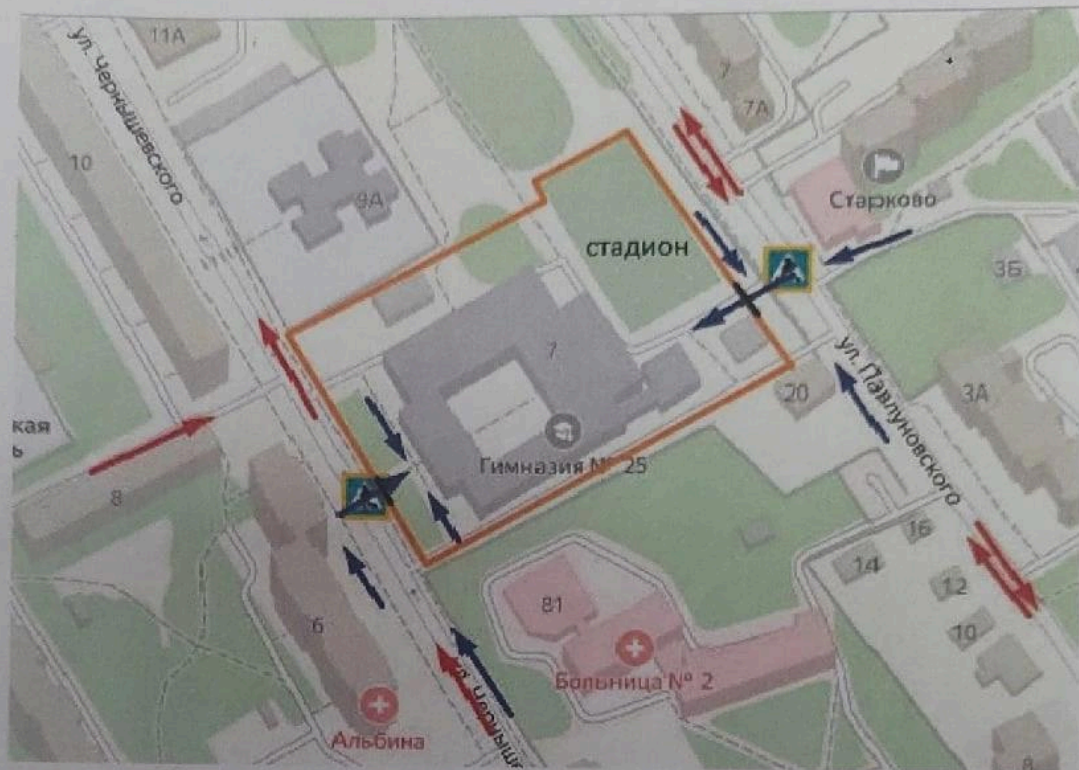 11А
ул. Чернышевского
10
9А
7
7А
Старково
стадион
3Б
ул. Павлуновского
3А
20
7
Гимназия № 25
кая
ь
8
6
81
Больница № 2
Альбина
16
14
12
10
8
л. Черныше